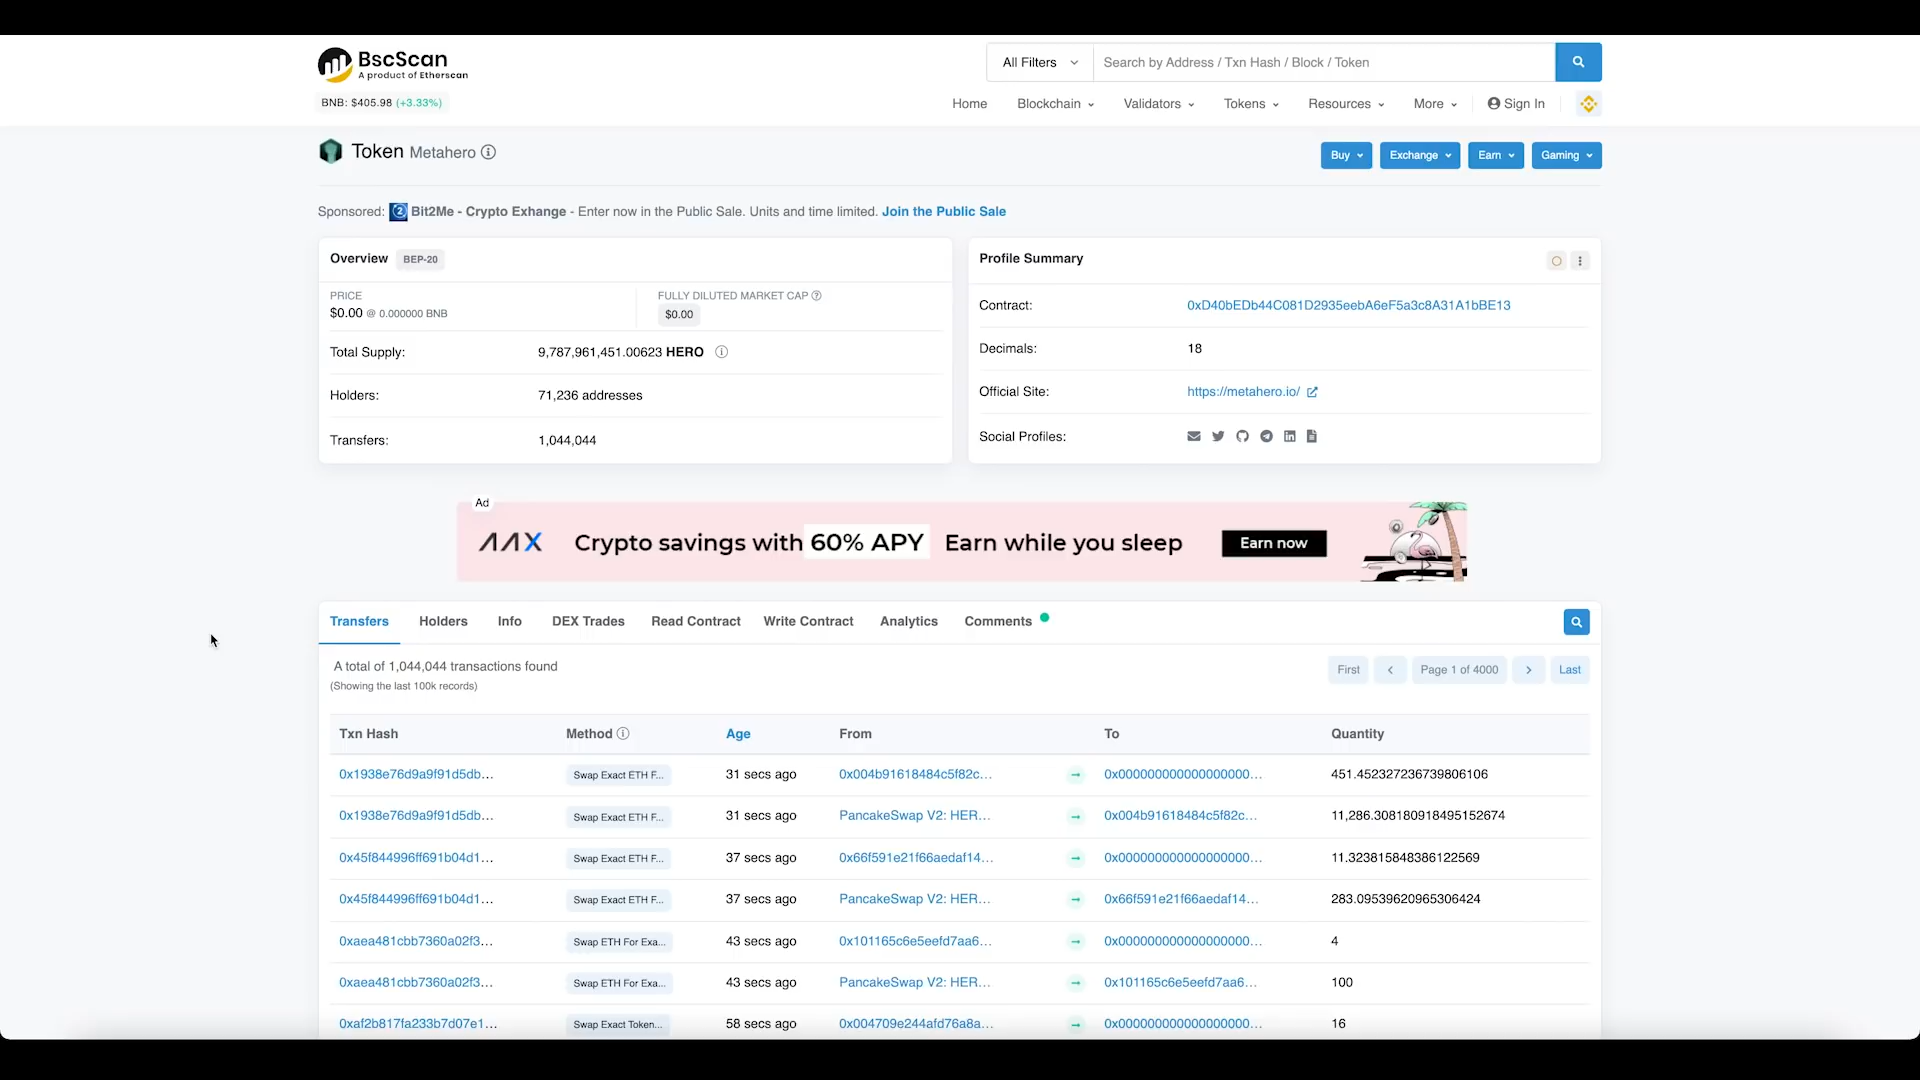 BscScan
A product of Etherscan
All Filters
Search by Address / Txn Hash / Block / Token
BNB: $405.98 (+3.33%)
Home Blockchain Validators Tokens Resources More Sign In
Token Metahero
Buy Exchange Earn Gaming
Sponsored: Bit2Me - Crypto Exhange - Enter now in the Public Sale. Units and time limited. Join the Public Sale
Overview BEP-20
PRICE
$0.00 @ 0.000000 BNB
FULLY DILUTED MARKET CAP
$0.00
Total Supply: 9,787,961,451.00623 HERO
Holders: 71,236 addresses
Transfers: 1,044,044
Profile Summary
Contract: 0xD40bEDb44C081D2935eebA6eF5a3c8A31A1bBE13
Decimals: 18
Official Site: https://metahero.io/
Social Profiles:
Ad
AAX Crypto savings with 60% APY Earn while you sleep Earn now
Transfers Holders Info DEX Trades Read Contract Write Contract Analytics Comments
A total of 1,044,044 transactions found
(Showing the last 100k records)
First Page 1 of 4000 Last
Txn Hash Method Age From To Quantity
0x1938e76d9a9f91d5db... Swap Exact ETH F... 31 secs ago 0x004b91618484c5f82c... 0x000000000000000000... 451.452327236739806106
0x1938e76d9a9f91d5db... Swap Exact ETH F... 31 secs ago PancakeSwap V2: HER... 0x004b91618484c5f82c... 11,286.308180918495152674
0x45f844996ff691b04d1... Swap Exact ETH F... 37 secs ago 0x66f591e21f66aedaf14... 0x000000000000000000... 11.323815848386122569
0x45f844996ff691b04d1... Swap Exact ETH F... 37 secs ago PancakeSwap V2: HER... 0x66f591e21f66aedaf14... 283.09539620965306424
0xaea481cbb7360a02f3... Swap ETH For Exa... 43 secs ago 0x101165c6e5eefd7aa6... 0x000000000000000000... 4
0xaea481cbb7360a02f3... Swap ETH For Exa... 43 secs ago PancakeSwap V2: HER... 0x101165c6e5eefd7aa6... 100
0xaf2b817fa233b7d07e1... Swap Exact Token... 58 secs ago 0x004709e244afd76a8a... 0x000000000000000000... 16